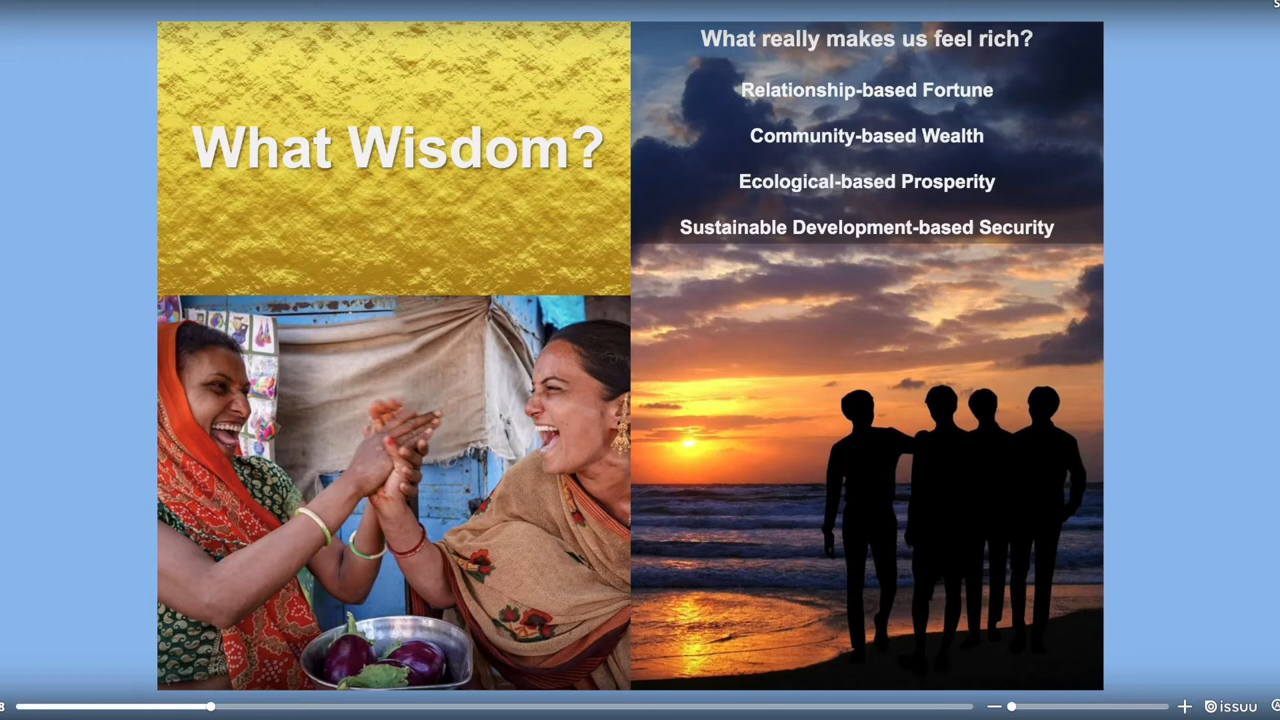 What Wisdom?
What really makes us feel rich?
Relationship-based Fortune
Community-based Wealth
Ecological-based Prosperity
Sustainable Development-based Security
issuu